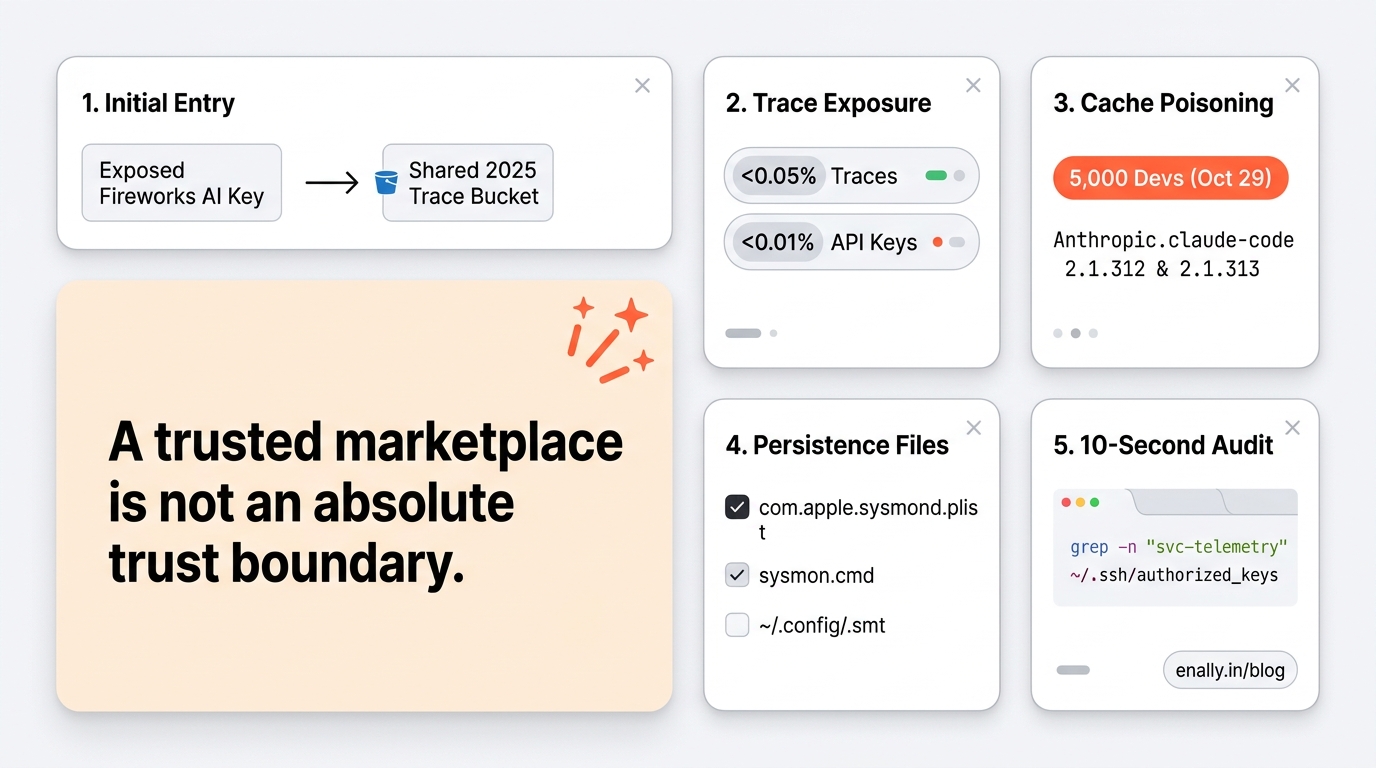 1. Initial Entry
Exposed
Fireworks AI Key
Shared 2025
Trace Bucket
A trusted marketplace
is not an absolute
trust boundary.
2. Trace Exposure
<0.05% Traces
<0.01% API Keys
3. Cache Poisoning
5,000 Devs (Oct 29)
Anthropic.claude-code
2.1.312 & 2.1.313
4. Persistence Files
com.apple.sysmond.plis
t
sysmon.cmd
~/.config/.smt
5. 10-Second Audit
grep -n "svc-telemetry"
~/.ssh/authorized_keys
enally.in/blog